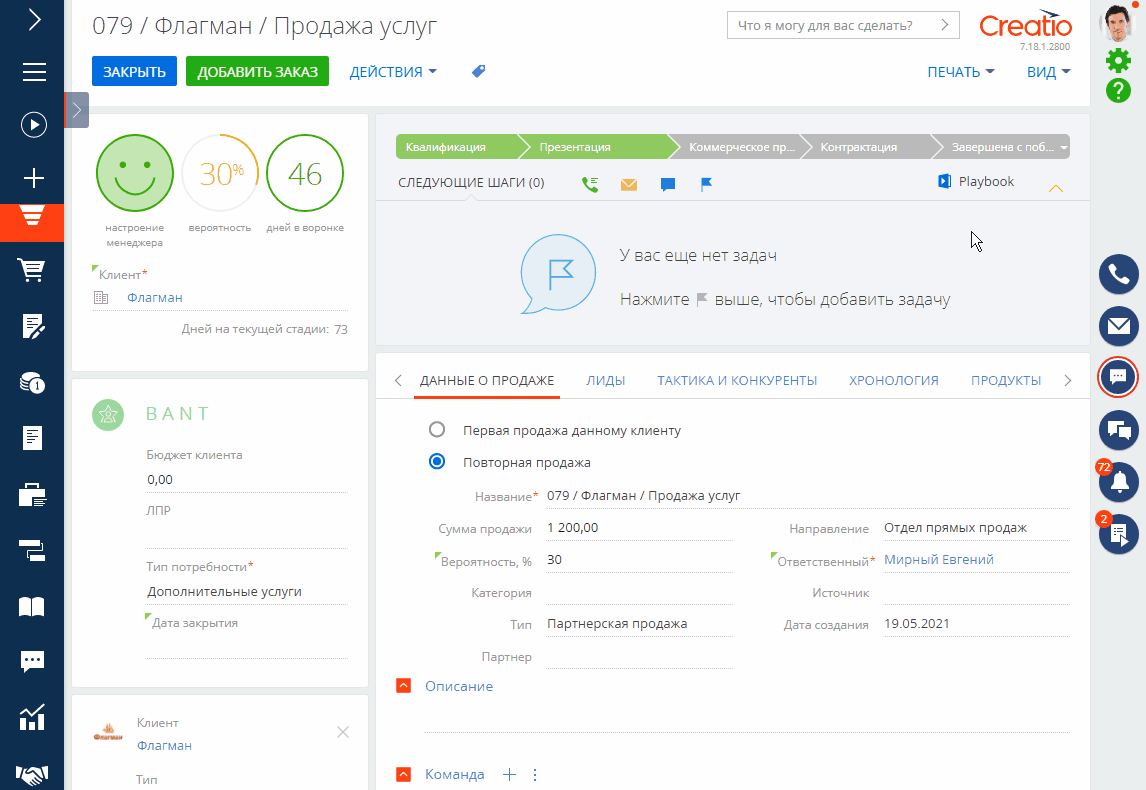 079 / Флагман / Продажа услуг
Что я могу для вас сделать?
Creatio
7.18.1.2800
ЗАКРЫТЬ
ДОБАВИТЬ ЗАКАЗ
ДЕЙСТВИЯ
ПЕЧАТЬ
ВИД
30%
46
настроение
менеджера
вероятность
дней в воронке
Клиент*
Флагман
Дней на текущей стадии: 73
BANT
Бюджет клиента
0,00
ЛПР
Тип потребности*
Дополнительные услуги
Дата закрытия
Флагман
Клиент
Флагман
Тип
Квалификация
Презентация
Коммерческое пр...
Контрактация
Завершена с поб...
СЛЕДУЮЩИЕ ШАГИ (0)
Playbook
У вас еще нет задач
Нажмите выше, чтобы добавить задачу
ДАННЫЕ О ПРОДАЖЕ
ЛИДЫ
ТАКТИКА И КОНКУРЕНТЫ
ХРОНОЛОГИЯ
ПРОДУКТЫ
Первая продажа данному клиенту
Повторная продажа
Название* 079 / Флагман / Продажа услуг
Сумма продажи 1 200,00
Направление Отдел прямых продаж
Вероятность, % 30
Ответственный* Мирный Евгений
Категория
Источник
Тип Партнерская продажа
Дата создания 19.05.2021
Партнер
Описание
Команда
1
?
72
2